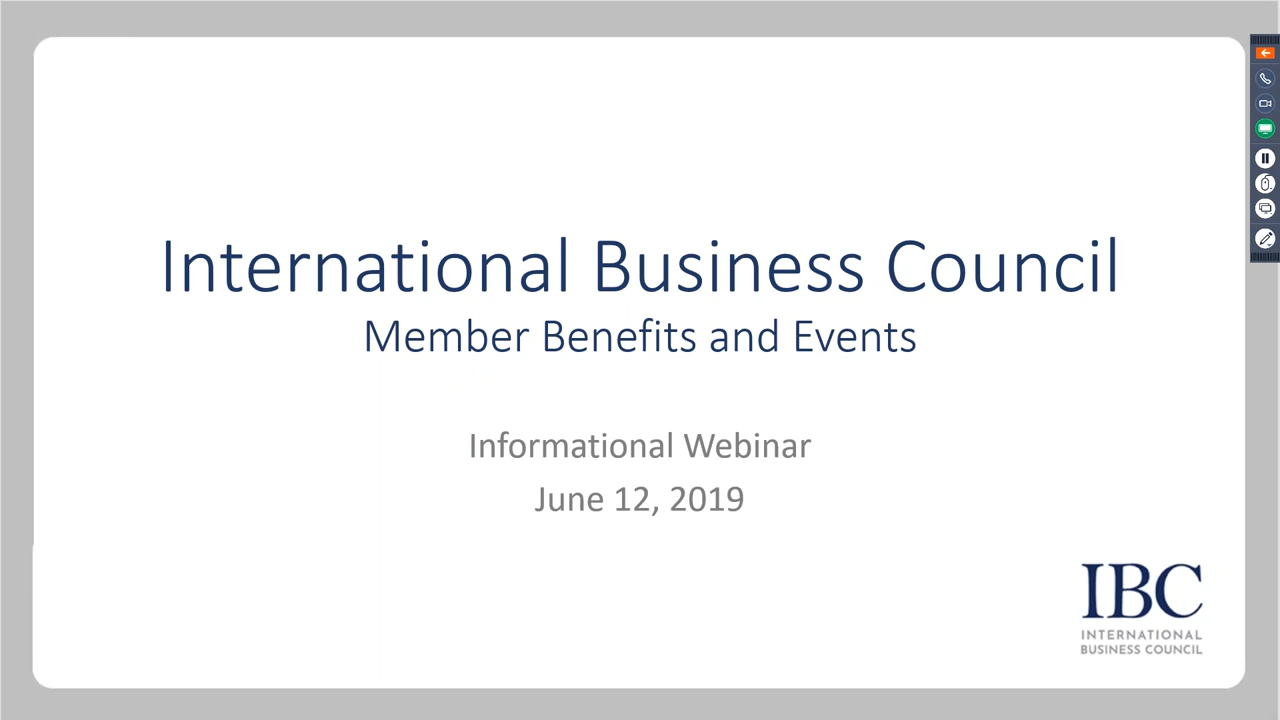 International Business Council
Member Benefits and Events
Informational Webinar
June 12, 2019
IBC
INTERNATIONAL
BUSINESS COUNCIL